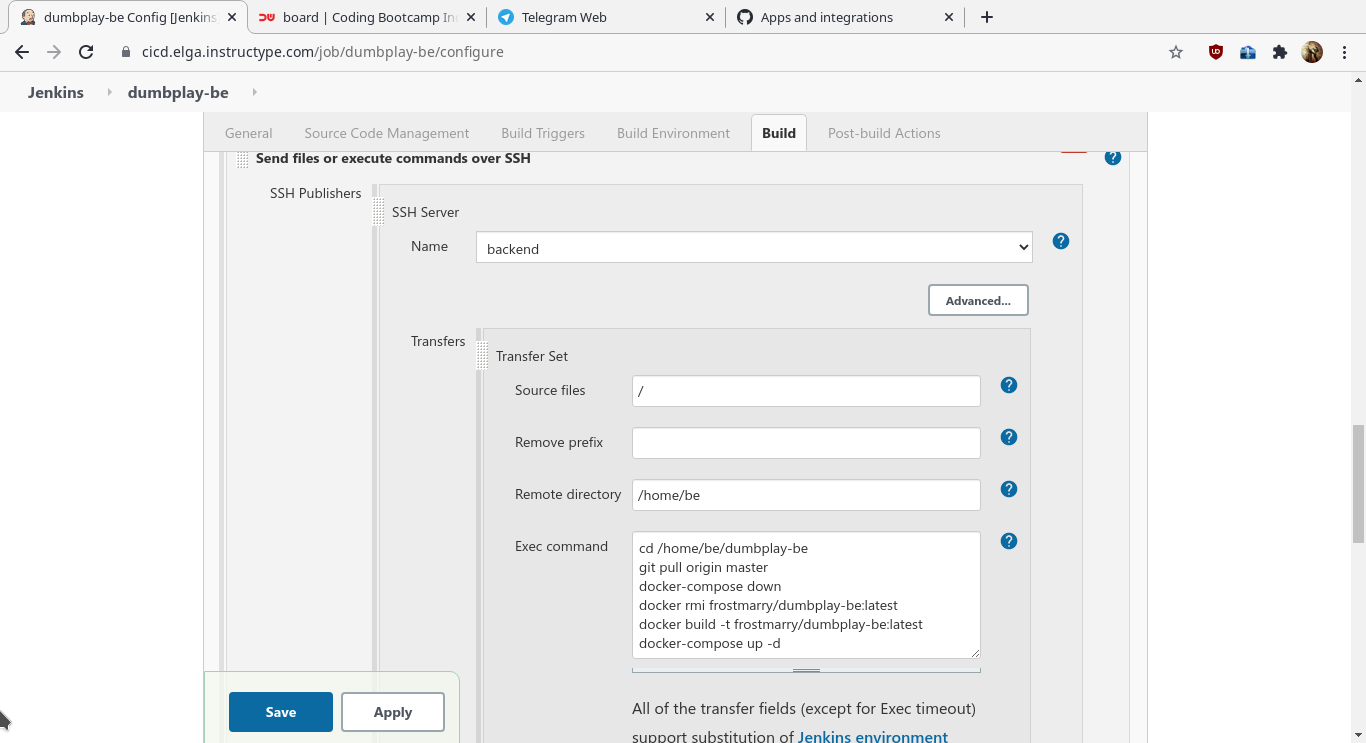 dumbplay-be Config [Jenkins
board | Coding Bootcamp In
Telegram Web
Apps and integrations
cicd.elga.instructype.com/job/dumbplay-be/configure
Jenkins
dumbplay-be
General
Source Code Management
Build Triggers
Build Environment
Build
Post-build Actions
Send files or execute commands over SSH
SSH Publishers
SSH Server
Name
backend
Advanced...
Transfers
Transfer Set
Source files
/
Remove prefix
Remote directory
/home/be
Exec command
cd /home/be/dumbplay-be
git pull origin master
docker-compose down
docker rmi frostmarry/dumbplay-be:latest
docker build -t frostmarry/dumbplay-be:latest
docker-compose up -d
All of the transfer fields (except for Exec timeout)
support substitution of Jenkins environment
Save
Apply